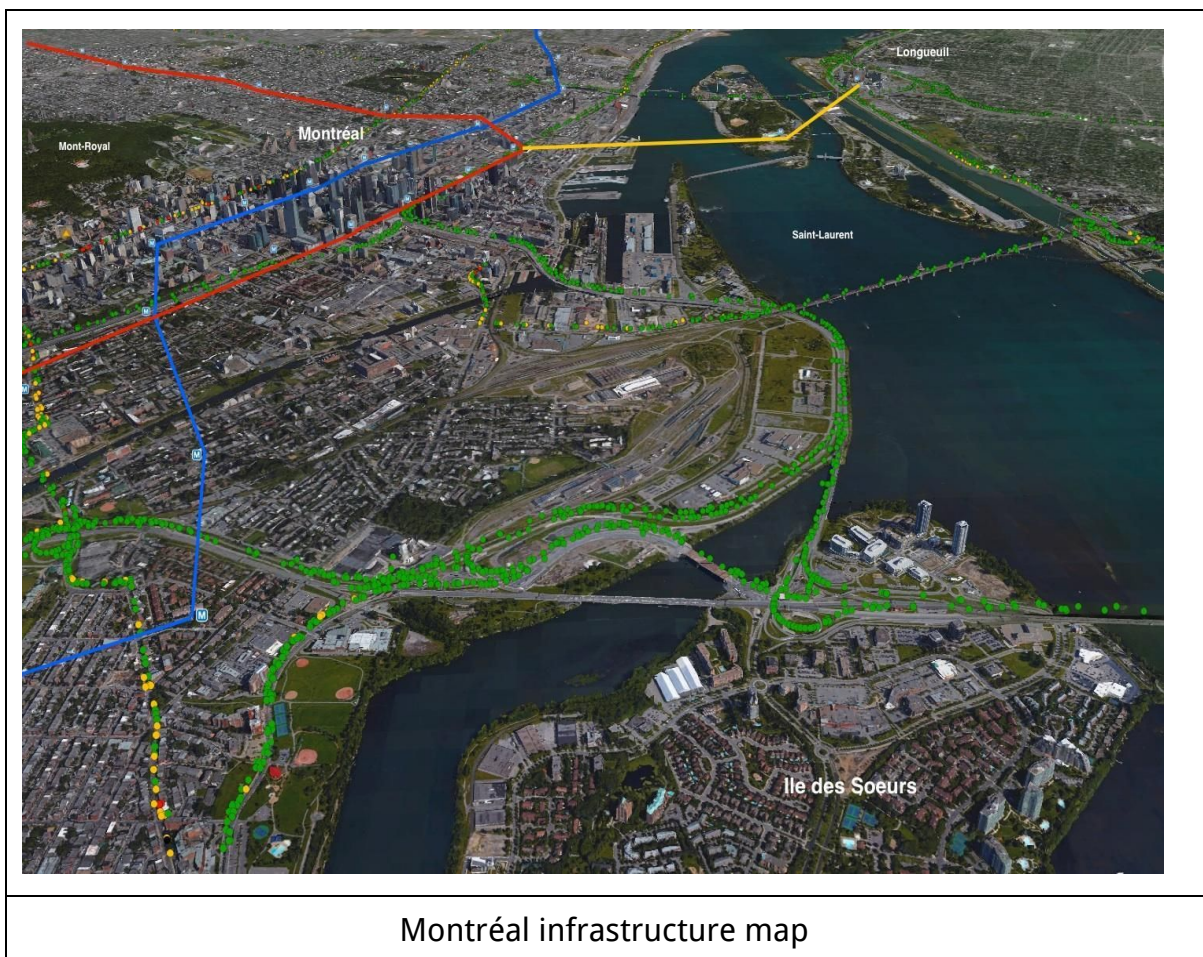 Longueuil
Montréal
Mont-Royal
Saint-Laurent
M
M
M
M
M
Ile des Soeurs
Montréal infrastructure map